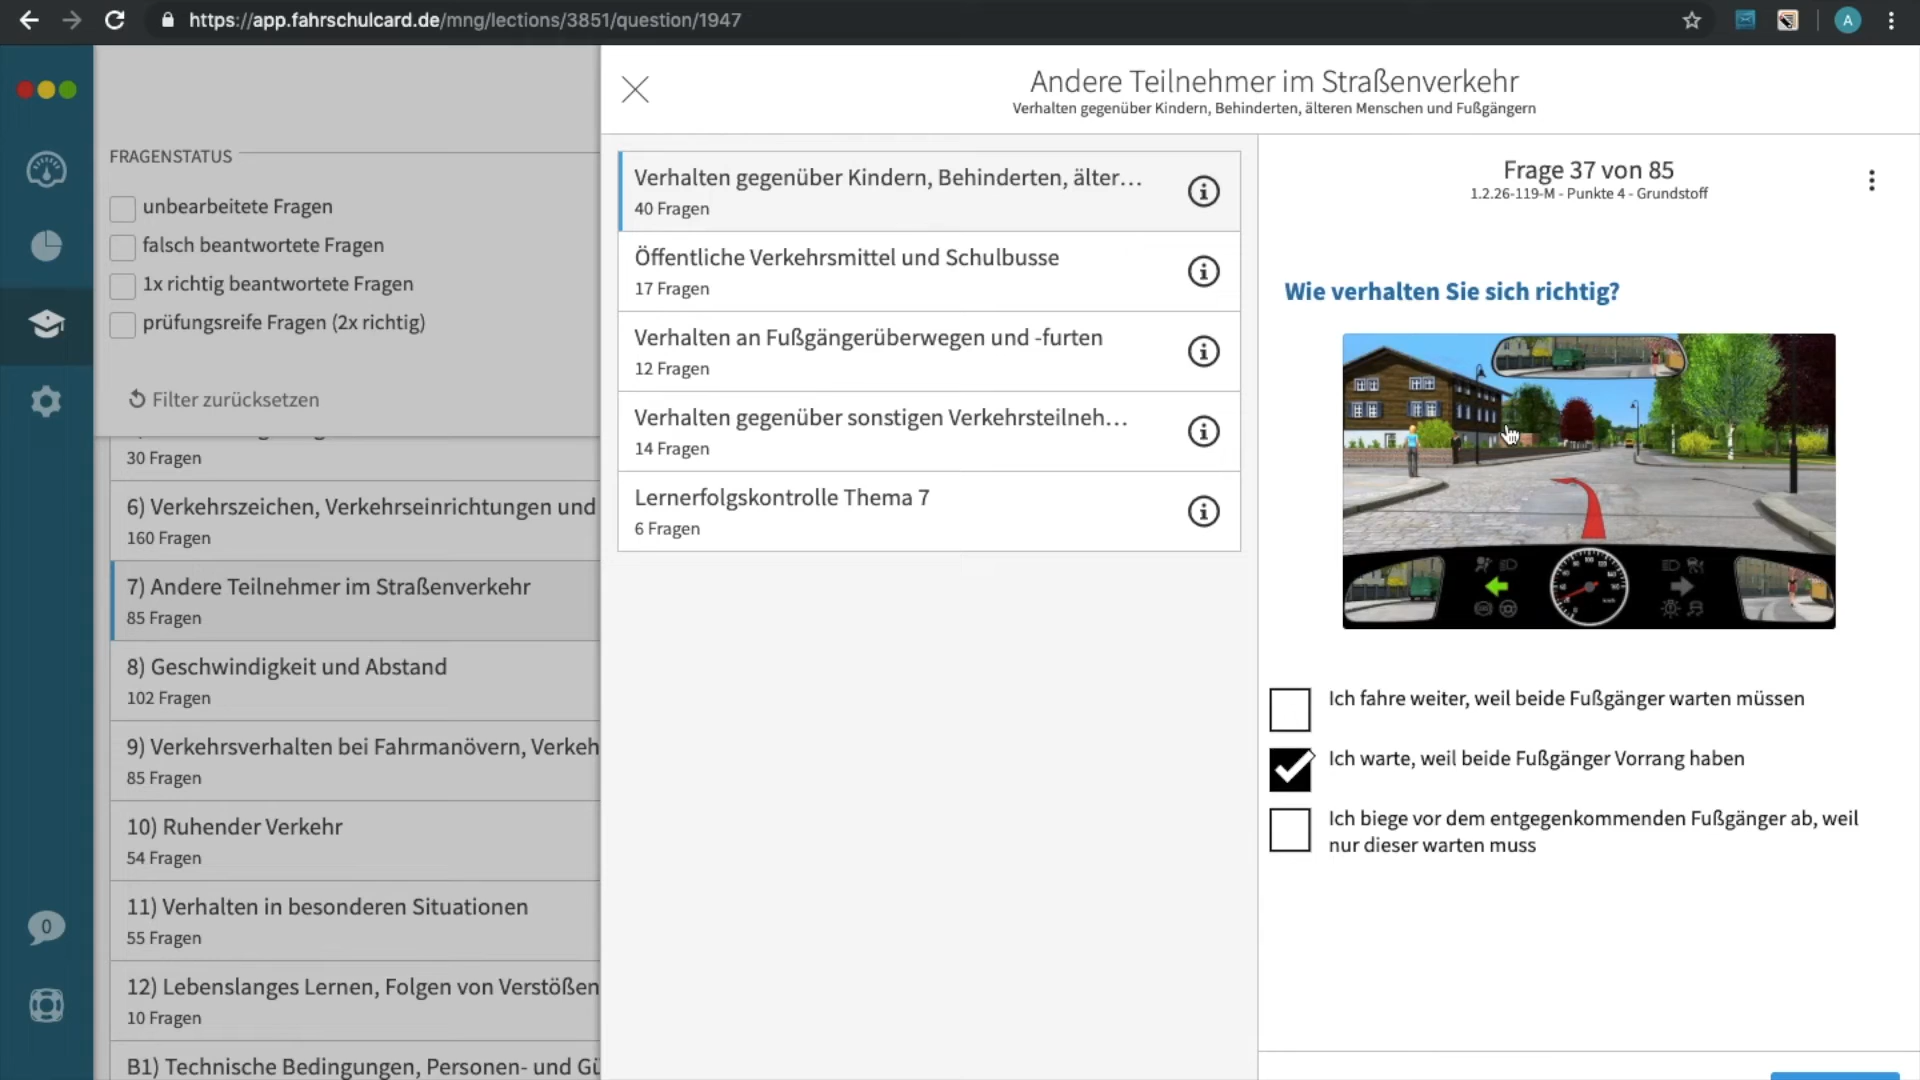 https://app.fahrschulcard.de/mng/lections/3851/question/1947
A
FRAGENSTATUS
unbearbeitete Fragen
falsch beantwortete Fragen
1x richtig beantwortete Fragen
prüfungsreife Fragen (2x richtig)
Filter zurücksetzen
30 Fragen
6) Verkehrszeichen, Verkehrseinrichtungen und
160 Fragen
7) Andere Teilnehmer im Straßenverkehr
85 Fragen
8) Geschwindigkeit und Abstand
102 Fragen
9) Verkehrsverhalten bei Fahrmanövern, Verkeh
85 Fragen
10) Ruhender Verkehr
54 Fragen
11) Verhalten in besonderen Situationen
55 Fragen
12) Lebenslanges Lernen, Folgen von Verstößen
10 Fragen
B1) Technische Bedingungen, Personen- und Gü
0
Andere Teilnehmer im Straßenverkehr
Verhalten gegenüber Kindern, Behinderten, älteren Menschen und Fußgängern
Verhalten gegenüber Kindern, Behinderten, älter...
40 Fragen
Öffentliche Verkehrsmittel und Schulbusse
17 Fragen
Verhalten an Fußgängerüberwegen und -furten
12 Fragen
Verhalten gegenüber sonstigen Verkehrsteilneh...
14 Fragen
Lernerfolgskontrolle Thema 7
6 Fragen
Frage 37 von 85
1.2.26-119-M - Punkte 4 - Grundstoff
Wie verhalten Sie sich richtig?
Ich fahre weiter, weil beide Fußgänger warten müssen
Ich warte, weil beide Fußgänger Vorrang haben
Ich biege vor dem entgegenkommenden Fußgänger ab, weil
nur dieser warten muss